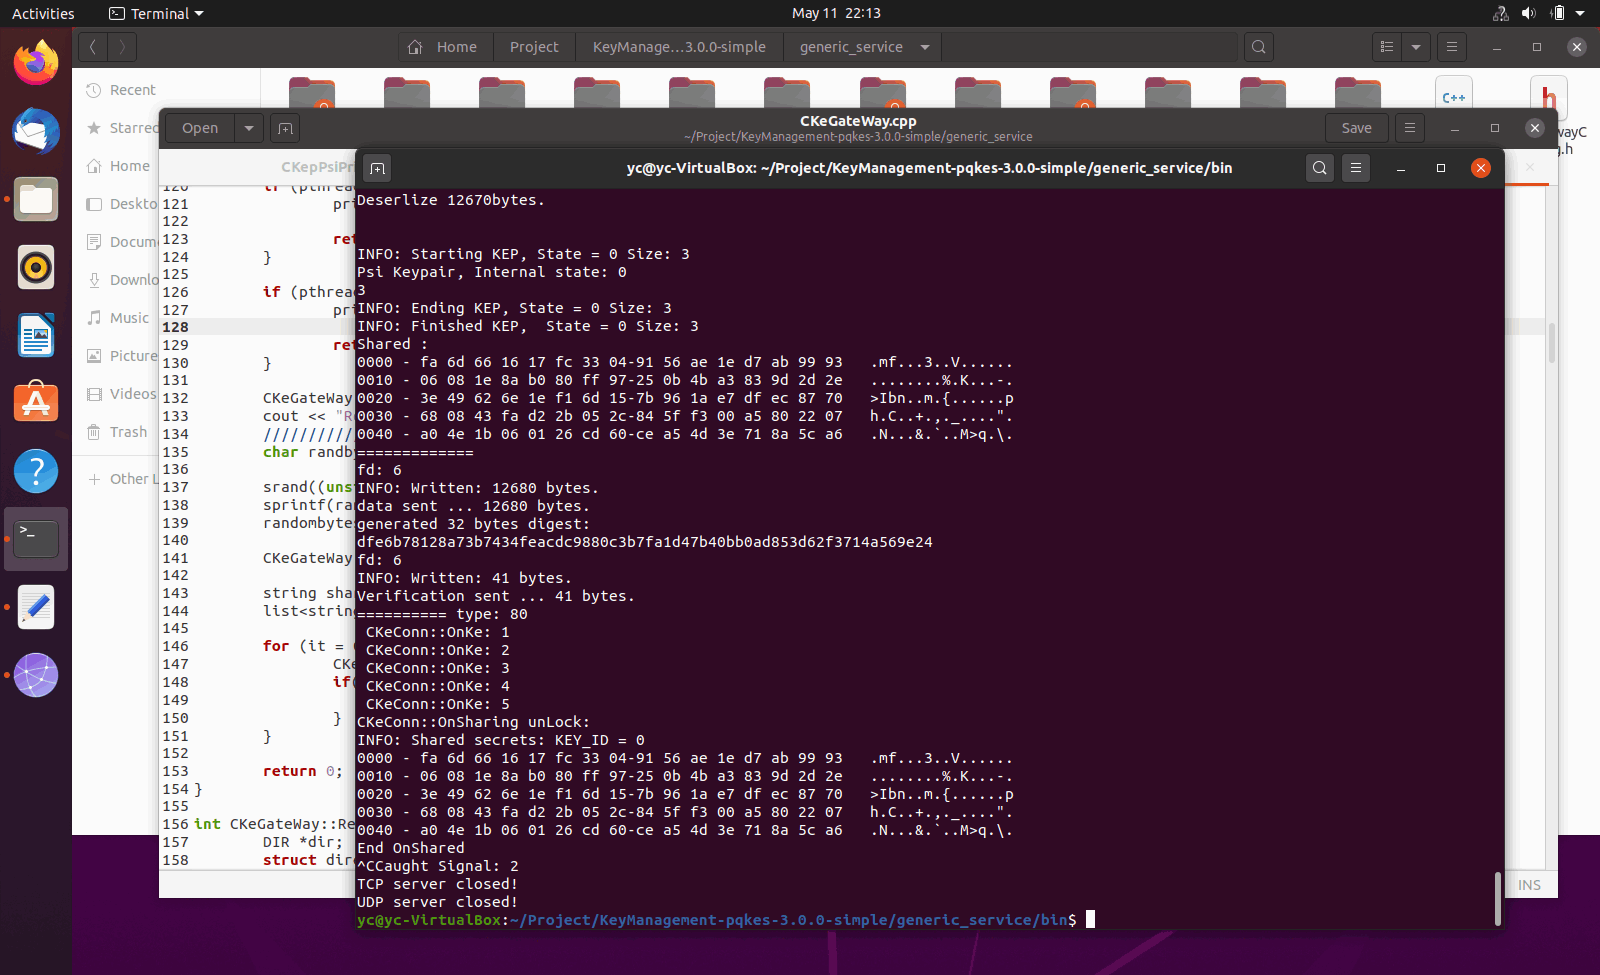 Activities
Terminal
May 11 22:13
Home
Project
KeyManage...3.0.0-simple
generic_service
Recent
Starred
Home
Deskto
Docum
Downlo
Music
Picture
Videos
Trash
Other L
C++
h
wayC
g.h
Open
CKeGateWay.cpp
~/Project/KeyManagement-pqkes-3.0.0-simple/generic_service
Save
CKepPsiPr
120 if (pthread
121 pri
122
123 ret
124 }
125
126 if (pthread
127 pri
128
129 ret
130 }
131
132 CKeGateWay
133 cout << "Re
134 ///////////
135 char randby
136
137 srand((unsi
138 sprintf(ran
139 randombytes
140
141 CKeGateWay
142
143 string shar
144 list<string
145
146 for (it =
147 CKe
148 if(
149
150 }
151 }
152
153 return 0;
154 }
155
156 int CKeGateWay::Re
157 DIR *dir;
158 struct dire
INS
yc@yc-VirtualBox: ~/Project/KeyManagement-pqkes-3.0.0-simple/generic_service/bin
Deserlize 12670bytes.
INFO: Starting KEP, State = 0 Size: 3
Psi Keypair, Internal state: 0
3
INFO: Ending KEP, State = 0 Size: 3
INFO: Finished KEP,  State = 0 Size: 3
Shared :
0000 - fa 6d 66 16 17 fc 33 04-91 56 ae 1e d7 ab 99 93   .mf...3..V......
0010 - 06 08 1e 8a b0 80 ff 97-25 0b 4b a3 83 9d 2d 2e   ........%.K...-.
0020 - 3e 49 62 6e 1e f1 6d 15-7b 96 1a e7 df ec 87 70   >Ibn..m.{......p
0030 - 68 08 43 fa d2 2b 05 2c-84 5f f3 00 a5 80 22 07   h.C..+.,._....".
0040 - a0 4e 1b 06 01 26 cd 60-ce a5 4d 3e 71 8a 5c a6   .N...&.`..M>q.\.
=============
fd: 6
INFO: Written: 12680 bytes.
data sent ... 12680 bytes.
generated 32 bytes digest:
dfe6b78128a73b7434feacdc9880c3b7fa1d47b40bb0ad853d62f3714a569e24
fd: 6
INFO: Written: 41 bytes.
Verification sent ... 41 bytes.
========== type: 80
CKeConn::OnKe: 1
CKeConn::OnKe: 2
CKeConn::OnKe: 3
CKeConn::OnKe: 4
CKeConn::OnKe: 5
CKeConn::OnSharing unLock:
INFO: Shared secrets: KEY_ID = 0
0000 - fa 6d 66 16 17 fc 33 04-91 56 ae 1e d7 ab 99 93   .mf...3..V......
0010 - 06 08 1e 8a b0 80 ff 97-25 0b 4b a3 83 9d 2d 2e   ........%.K...-.
0020 - 3e 49 62 6e 1e f1 6d 15-7b 96 1a e7 df ec 87 70   >Ibn..m.{......p
0030 - 68 08 43 fa d2 2b 05 2c-84 5f f3 00 a5 80 22 07   h.C..+.,._....".
0040 - a0 4e 1b 06 01 26 cd 60-ce a5 4d 3e 71 8a 5c a6   .N...&.`..M>q.\.
End OnShared
^CCaught Signal: 2
TCP server closed!
UDP server closed!
yc@yc-VirtualBox:~/Project/KeyManagement-pqkes-3.0.0-simple/generic_service/bin$